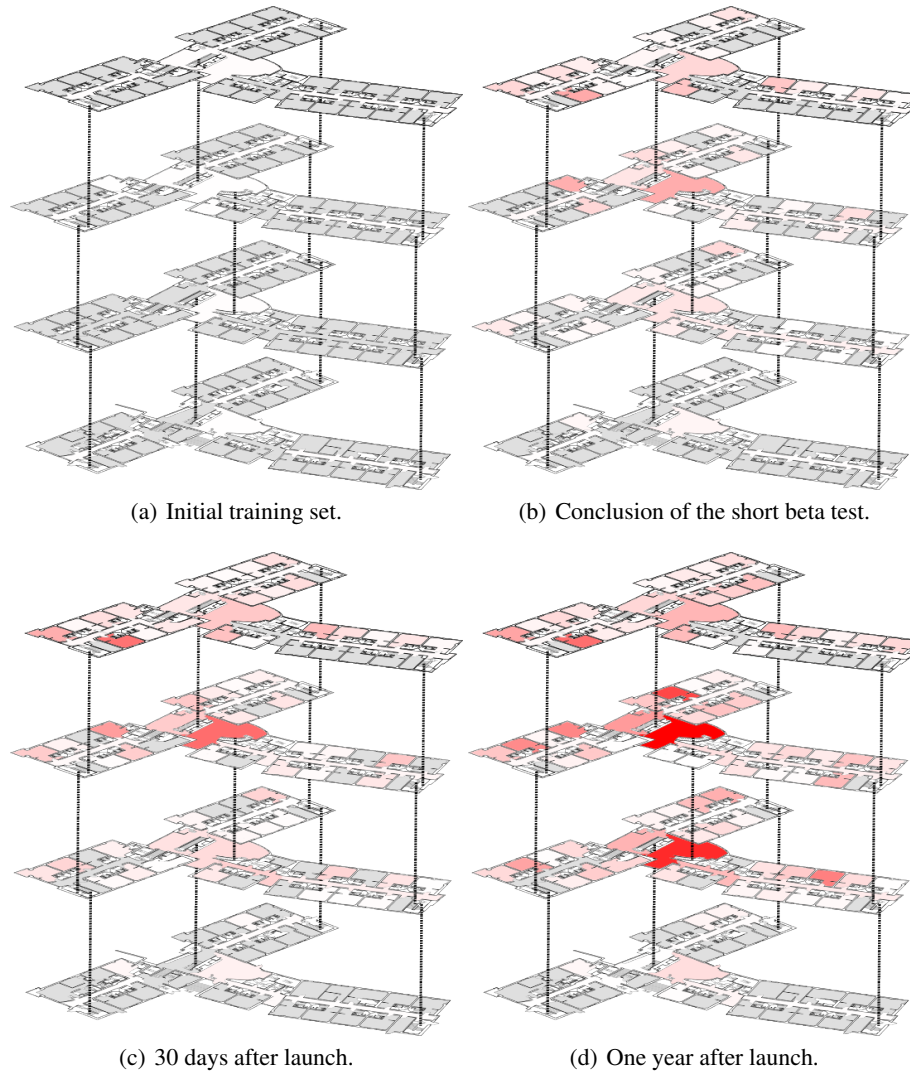 (a) Initial training set.
(b) Conclusion of the short beta test.
(c) 30 days after launch.
(d) One year after launch.